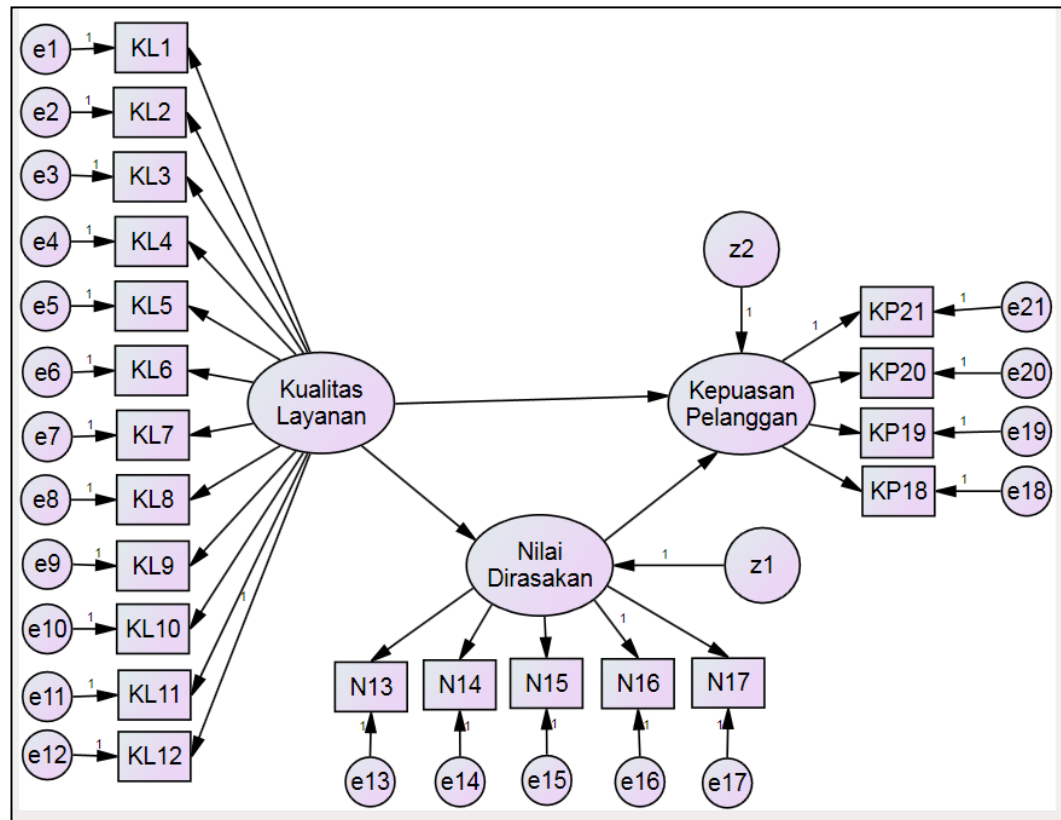 e1 1 KL1
e2 1 KL2
e3 1 KL3
e4 1 KL4
e5 1 KL5
e6 1 KL6
e7 1 KL7
e8 1 KL8
e9 1 KL9
e10 1 KL10
e11 1 KL11
e12 1 KL12
1
Kualitas
Layanan
z2
1
Kepuasan
Pelanggan
1 KP21 1 e21
KP20 1 e20
KP19 1 e19
KP18 1 e18
Nilai
Dirasakan
1 z1
1
N13 N14 N15 N16 N17
1 1 1 1 1
e13 e14 e15 e16 e17